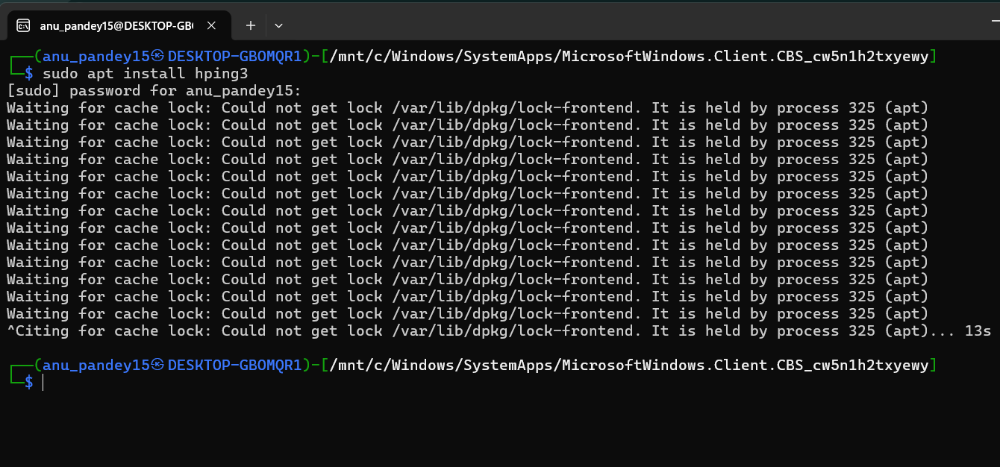 anu_pandey15@DESKTOP-GB
┌──(anu_pandey15㉿DESKTOP-GBOMQR1)-[/mnt/c/Windows/SystemApps/MicrosoftWindows.Client.CBS_cw5n1h2txyewy]
└─$ sudo apt install hping3
[sudo] password for anu_pandey15:
Waiting for cache lock: Could not get lock /var/lib/dpkg/lock-frontend. It is held by process 325 (apt)
Waiting for cache lock: Could not get lock /var/lib/dpkg/lock-frontend. It is held by process 325 (apt)
Waiting for cache lock: Could not get lock /var/lib/dpkg/lock-frontend. It is held by process 325 (apt)
Waiting for cache lock: Could not get lock /var/lib/dpkg/lock-frontend. It is held by process 325 (apt)
Waiting for cache lock: Could not get lock /var/lib/dpkg/lock-frontend. It is held by process 325 (apt)
Waiting for cache lock: Could not get lock /var/lib/dpkg/lock-frontend. It is held by process 325 (apt)
Waiting for cache lock: Could not get lock /var/lib/dpkg/lock-frontend. It is held by process 325 (apt)
Waiting for cache lock: Could not get lock /var/lib/dpkg/lock-frontend. It is held by process 325 (apt)
Waiting for cache lock: Could not get lock /var/lib/dpkg/lock-frontend. It is held by process 325 (apt)
Waiting for cache lock: Could not get lock /var/lib/dpkg/lock-frontend. It is held by process 325 (apt)
Waiting for cache lock: Could not get lock /var/lib/dpkg/lock-frontend. It is held by process 325 (apt)
Waiting for cache lock: Could not get lock /var/lib/dpkg/lock-frontend. It is held by process 325 (apt)
Waiting for cache lock: Could not get lock /var/lib/dpkg/lock-frontend. It is held by process 325 (apt)
^Citing for cache lock: Could not get lock /var/lib/dpkg/lock-frontend. It is held by process 325 (apt)... 13s
┌──(anu_pandey15㉿DESKTOP-GBOMQR1)-[/mnt/c/Windows/SystemApps/MicrosoftWindows.Client.CBS_cw5n1h2txyewy]
└─$